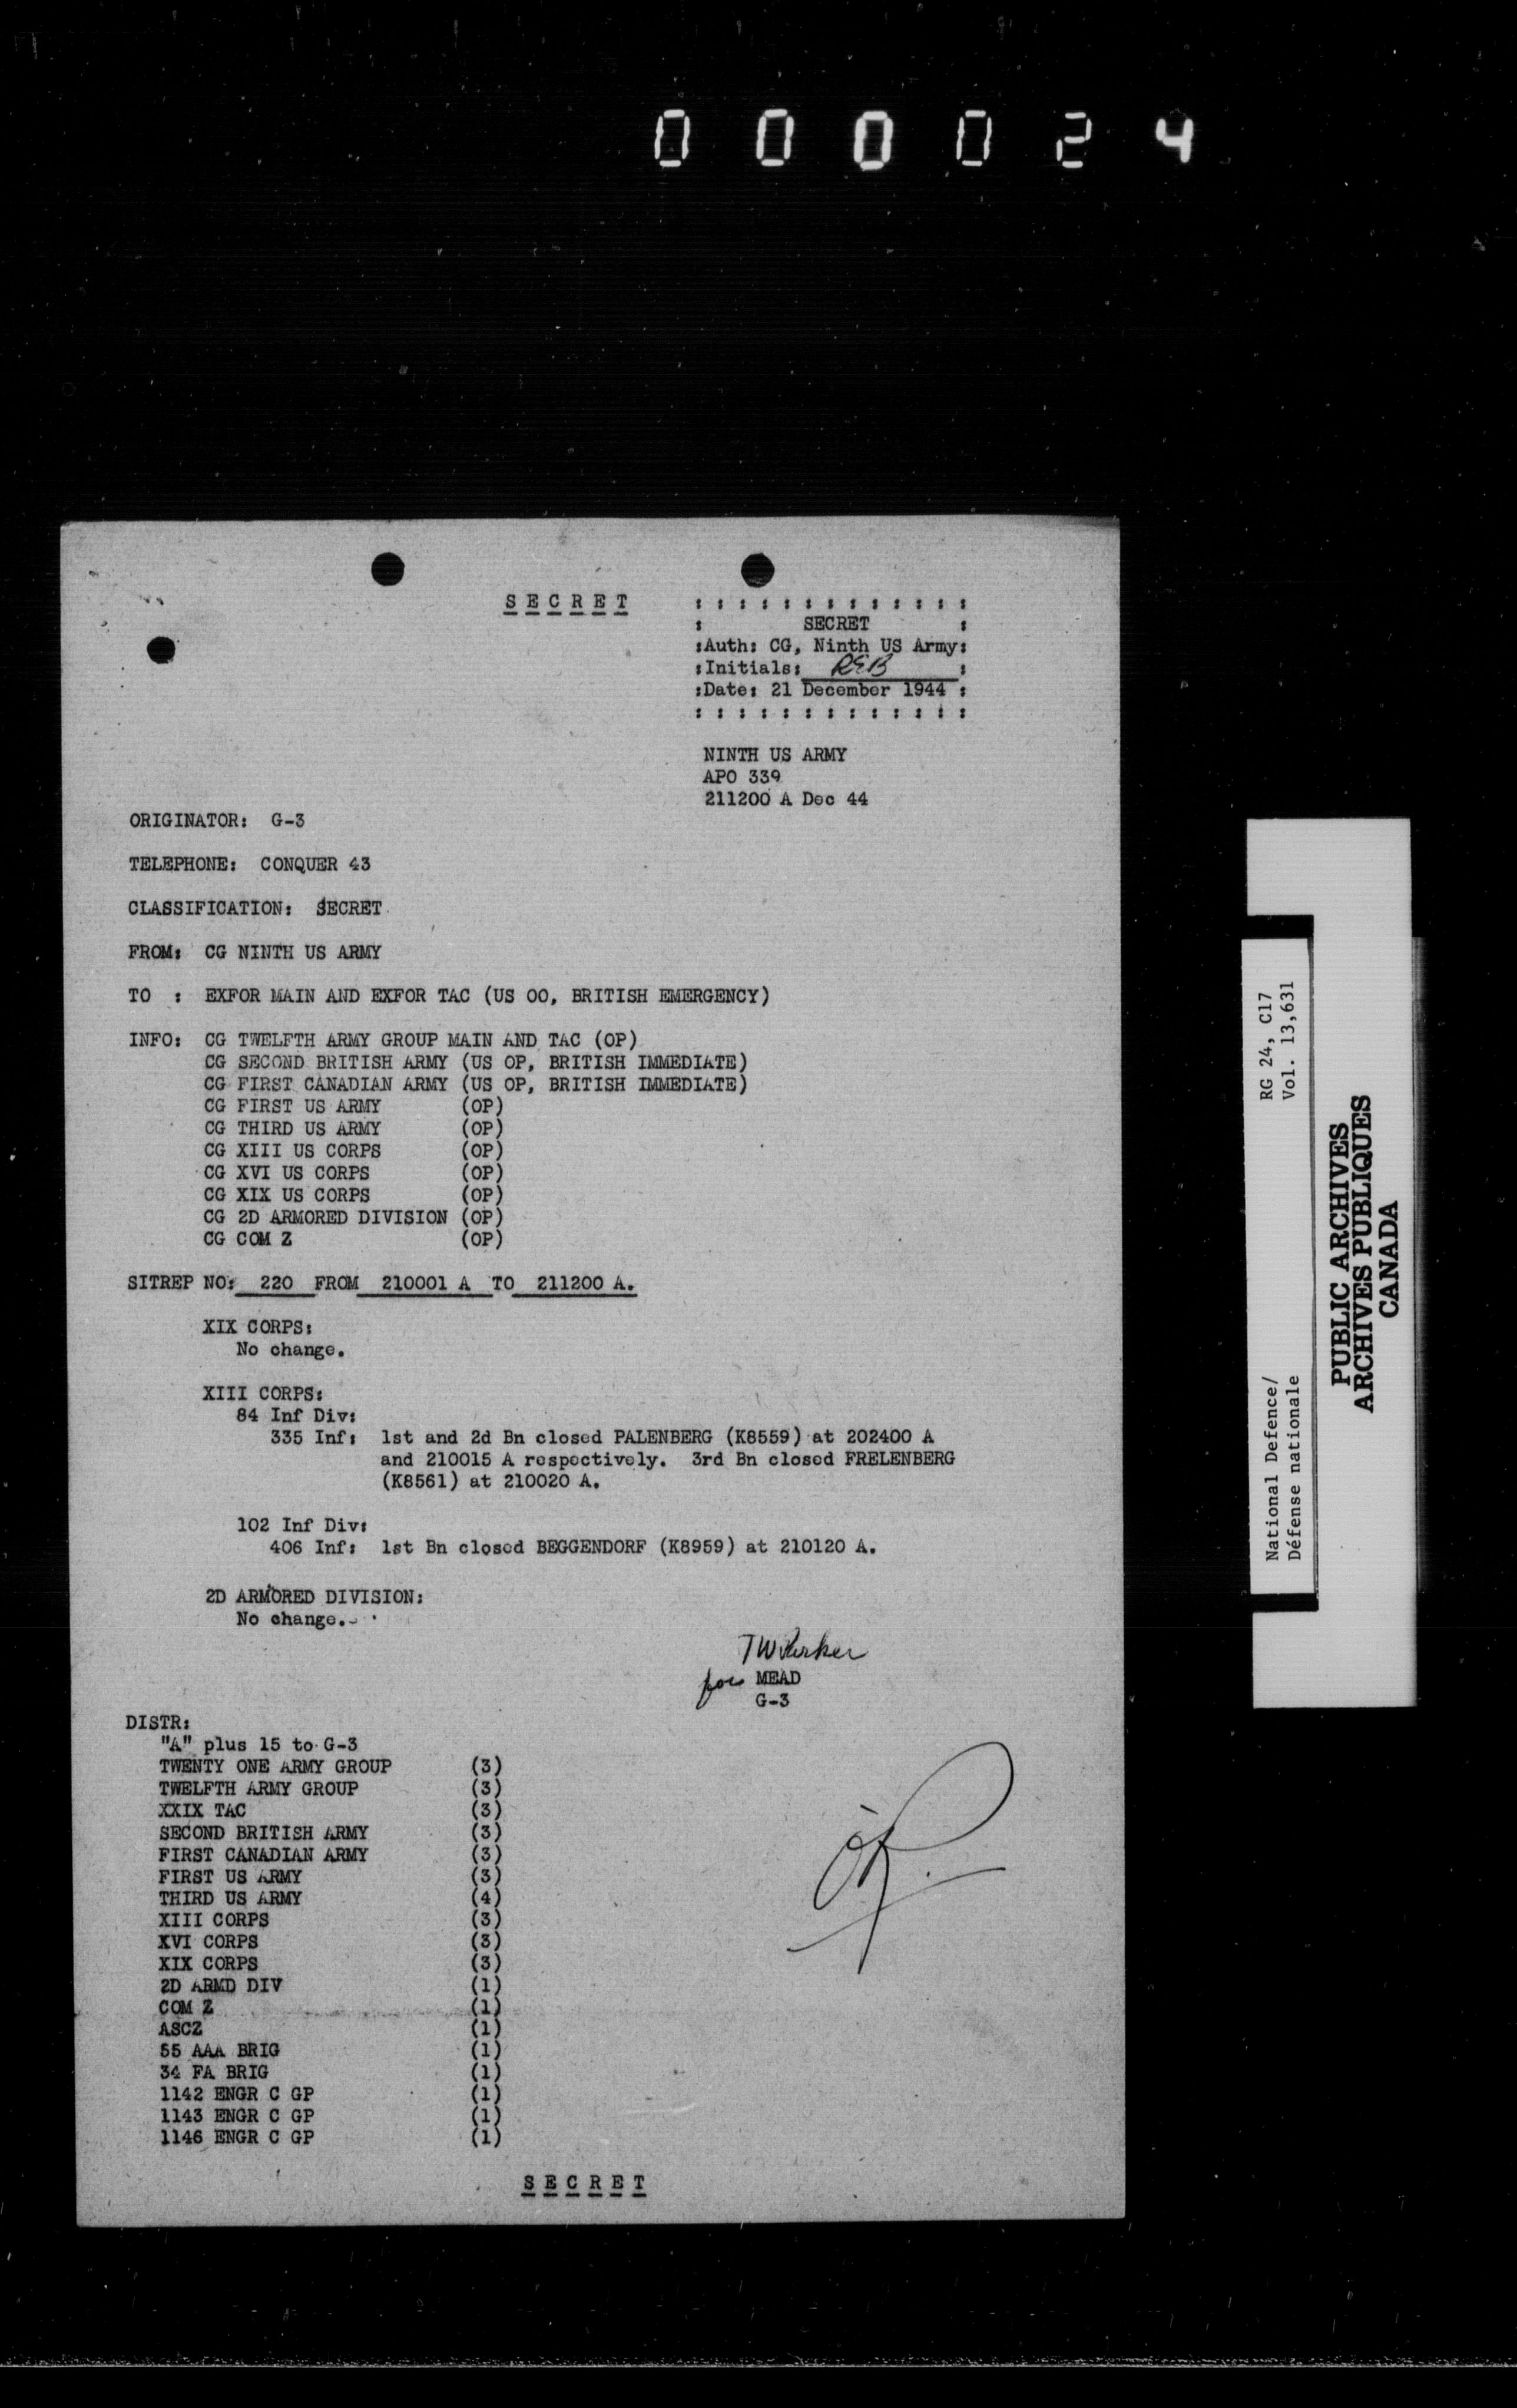 000024
S E C R E T
: : : : : : : : : : : : :
: SECRET :
:Auth: CG, Ninth US Army:
:Initials: REB :
:Date: 21 December 1944 :
: : : : : : : : : : : : :
NINTH US ARMY
APO 339
211200 A Dec 44
ORIGINATOR: G-3
TELEPHONE: CONQUER 43
CLASSIFICATION: SECRET
FROM: CG NINTH US ARMY
TO : EXFOR MAIN AND EXFOR TAC (US OO, BRITISH EMERGENCY)
INFO: CG TWELFTH ARMY GROUP MAIN AND TAC (OP)
CG SECOND BRITISH ARMY (US OP, BRITISH IMMEDIATE)
CG FIRST CANADIAN ARMY (US OP, BRITISH IMMEDIATE)
CG FIRST US ARMY (OP)
CG THIRD US ARMY (OP)
CG XIII US CORPS (OP)
CG XVI US CORPS (OP)
CG XIX US CORPS (OP)
CG 2D ARMORED DIVISION (OP)
CG COM Z (OP)
SITREP NO: 220 FROM 210001 A TO 211200 A.
XIX CORPS:
No change.
XIII CORPS:
84 Inf Div:
335 Inf: 1st and 2d Bn closed PALENBERG (K8559) at 202400 A
and 210015 A respectively. 3rd Bn closed FRELENBERG
(K8561) at 210020 A.
102 Inf Div:
406 Inf: 1st Bn closed BEGGENDORF (K8959) at 210120 A.
2D ARMORED DIVISION:
No change.
TW Parker
for MEAD
G-3
DISTR:
"A" plus 15 to G-3
TWENTY ONE ARMY GROUP (3)
TWELFTH ARMY GROUP (3)
XXIX TAC (3)
SECOND BRITISH ARMY (3)
FIRST CANADIAN ARMY (3)
FIRST US ARMY (3)
THIRD US ARMY (4)
XIII CORPS (3)
XVI CORPS (3)
XIX CORPS (3)
2D ARMD DIV (1)
COM Z (1)
ASCZ (1)
55 AAA BRIG (1)
34 FA BRIG (1)
1142 ENGR C GP (1)
1143 ENGR C GP (1)
1146 ENGR C GP (1)
S E C R E T
National Defence/ RG 24, C17
Défense nationale Vol. 13,631
PUBLIC ARCHIVES
ARCHIVES PUBLIQUES
CANADA